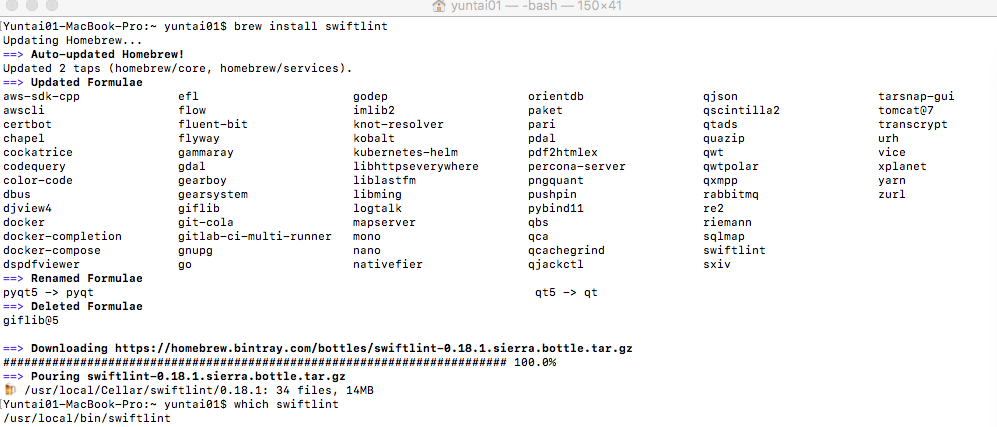 yuntai01 — -bash — 150×41
[Yuntai01-MacBook-Pro:~ yuntai01$ brew install swiftlint
Updating Homebrew...
==> Auto-updated Homebrew!
Updated 2 taps (homebrew/core, homebrew/services).
==> Updated Formulae
aws-sdk-cpp efl godep orientdb qjson tarsnap-gui
awscli flow imlib2 paket qscintilla2 tomcat@7
certbot fluent-bit knot-resolver pari qtads transcrypt
chapel flyway kobalt pdal quazip urh
cockatrice gammaray kubernetes-helm pdf2htmlex qwt vice
codequery gdal libhttpseverywhere percona-server qwtpolar xplanet
color-code gearboy liblastfm pngquant qxmpp yarn
dbus gearsystem libming pushpin rabbitmq zurl
djview4 giflib logtalk pybind11 re2
docker git-cola mapserver qbs riemann
docker-completion gitlab-ci-multi-runner mono qca sqlmap
docker-compose gnupg nano qcachegrind swiftlint
dspdfviewer go nativefier qjackctl sxiv
==> Renamed Formulae
pyqt5 -> pyqt qt5 -> qt
==> Deleted Formulae
giflib@5
==> Downloading https://homebrew.bintray.com/bottles/swiftlint-0.18.1.sierra.bottle.tar.gz
######################################################################## 100.0%
==> Pouring swiftlint-0.18.1.sierra.bottle.tar.gz
🍺 /usr/local/Cellar/swiftlint/0.18.1: 34 files, 14MB
[Yuntai01-MacBook-Pro:~ yuntai01$ which swiftlint
/usr/local/bin/swiftlint